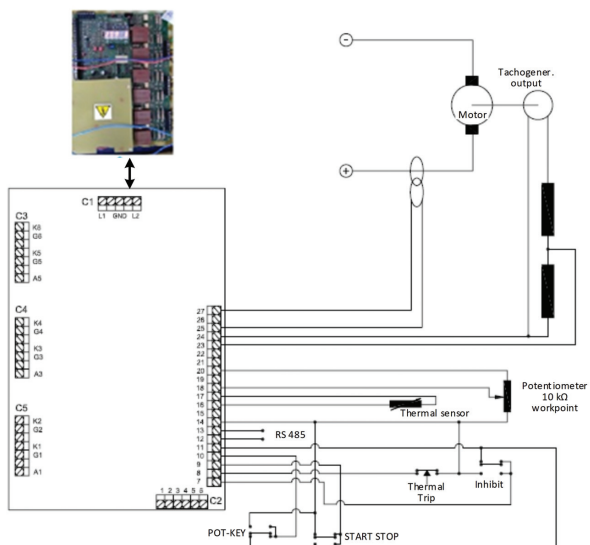 −
Tachogener.
output
Motor
+
C1
L1 GND L2
C3
K6
G6
K5
G5
A5
C4
K4
G4
K3
G3
A3
C5
K2
G2
K1
G1
A1
27
26
25
24
23
22
21
20
19
18
17
16
15
14
13
12
11
10
9
8
7
Potentiometer
10 kΩ
workpoint
Thermal sensor
RS 485
Thermal
Trip
Inhibit
1 2 3 4 5 6
C2
POT-KEY
START STOP